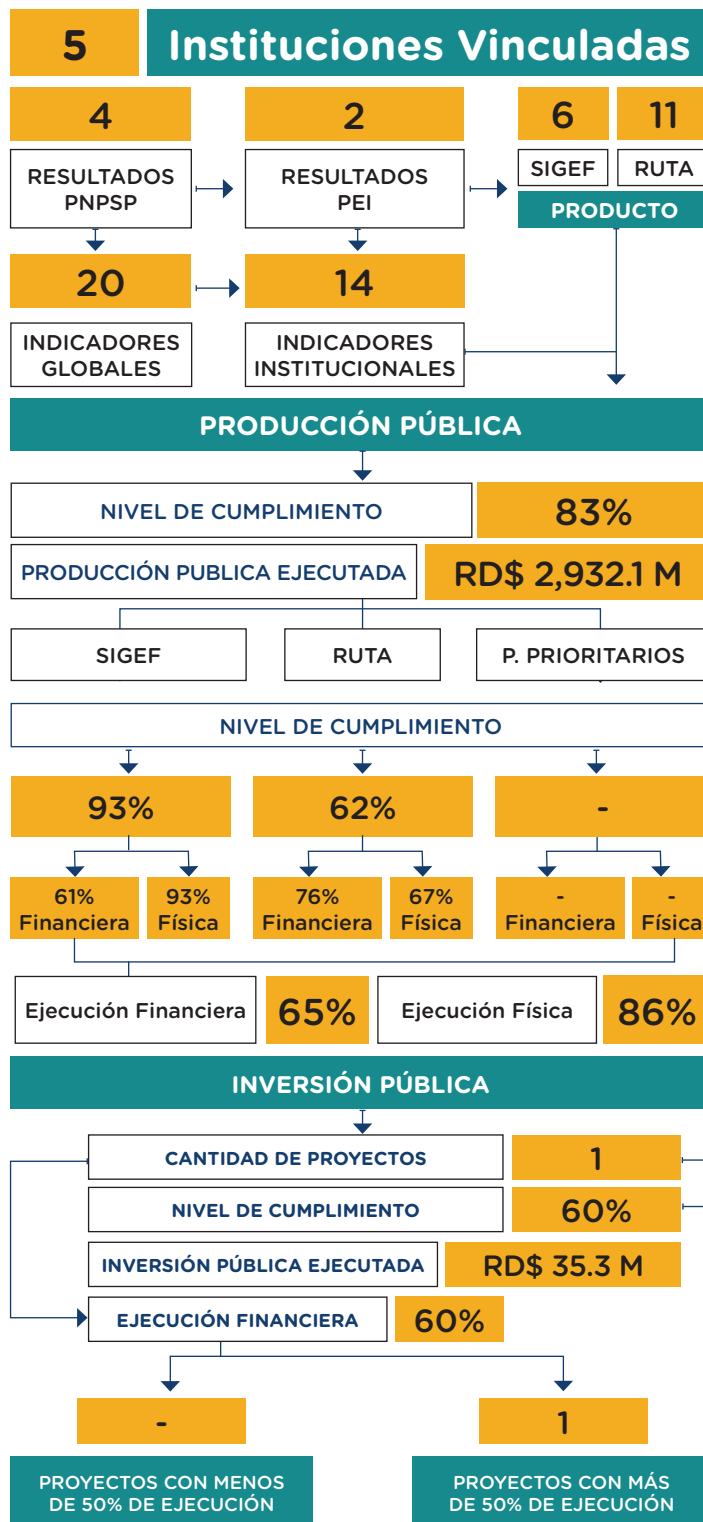 5
Instituciones Vinculadas
4
2
6
11
RESULTADOS
PNPSP
RESULTADOS
PEI
SIGEF
RUTA
PRODUCTO
20
14
INDICADORES
GLOBALES
INDICADORES
INSTITUCIONALES
PRODUCCIÓN PÚBLICA
NIVEL DE CUMPLIMIENTO
83%
PRODUCCIÓN PUBLICA EJECUTADA
RD$ 2,932.1 M
SIGEF
RUTA
P. PRIORITARIOS
NIVEL DE CUMPLIMIENTO
93%
62%
-
61%
Financiera
93%
Física
76%
Financiera
67%
Física
-
Financiera
-
Física
Ejecución Financiera
65%
Ejecución Física
86%
INVERSIÓN PÚBLICA
CANTIDAD DE PROYECTOS
1
NIVEL DE CUMPLIMIENTO
60%
INVERSIÓN PÚBLICA EJECUTADA
RD$ 35.3 M
EJECUCIÓN FINANCIERA
60%
-
1
PROYECTOS CON MENOS
DE 50% DE EJECUCIÓN
PROYECTOS CON MÁS
DE 50% DE EJECUCIÓN